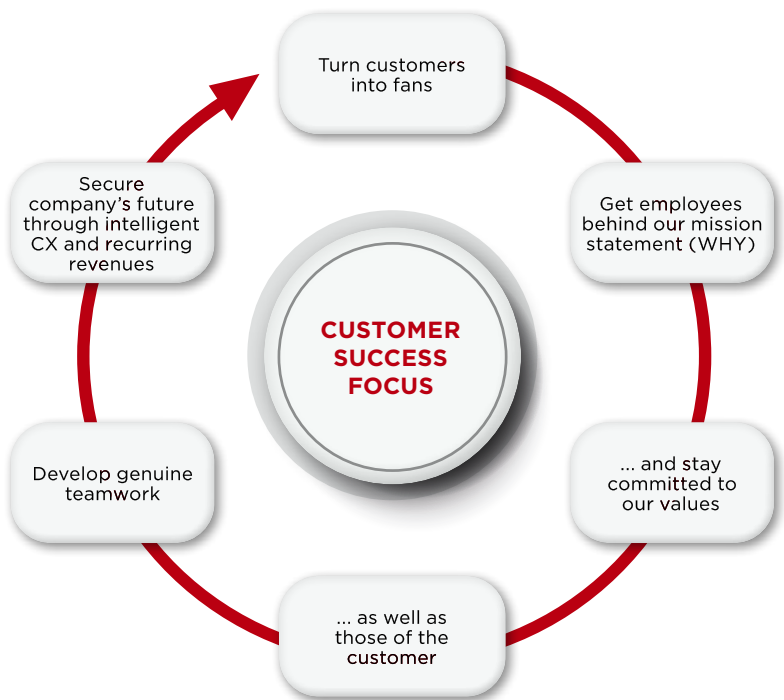 Turn customers
into fans
Get employees
behind our mission
statement (WHY)
... and stay
committed to
our values
... as well as
those of the
customer
Develop genuine
teamwork
Secure
company’s future
through intelligent
CX and recurring
revenues
CUSTOMER
SUCCESS
FOCUS